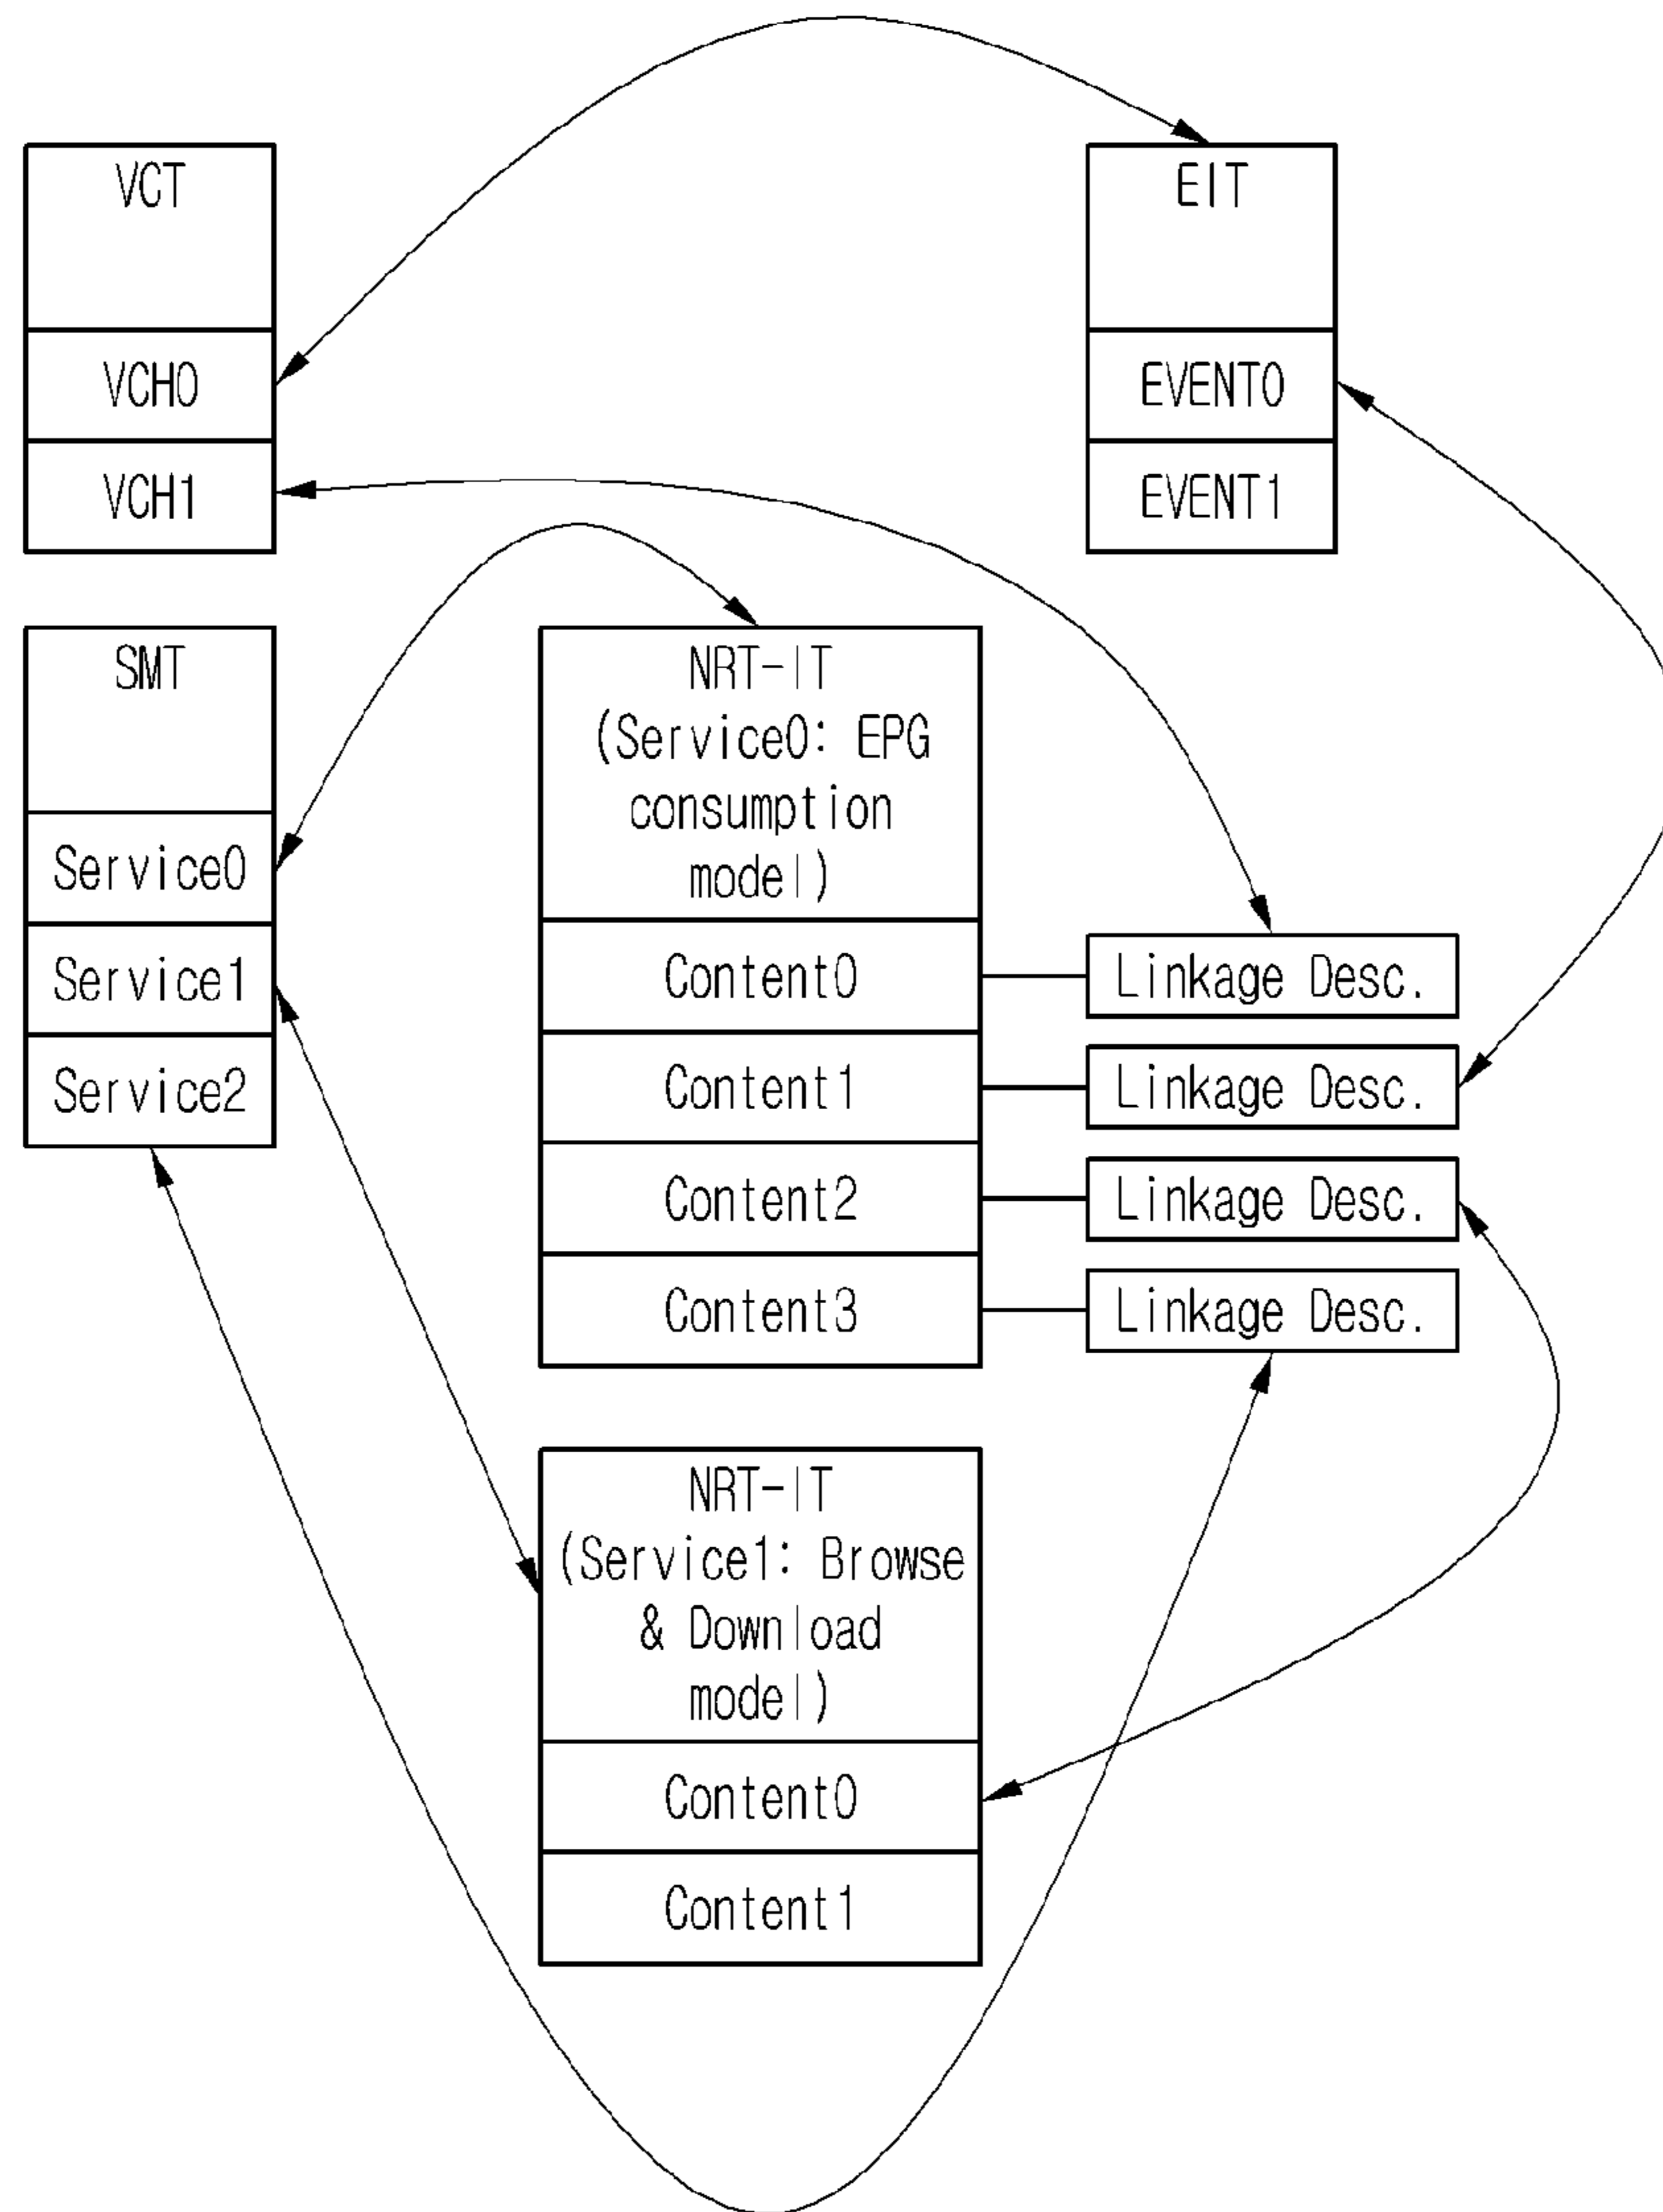 VCT
VCH0
VCH1
EIT
EVENT0
EVENT1
SMT
Service0
Service1
Service2
NRT-IT
(Service0: EPG
consumption
model)
Content0
Content1
Content2
Content3
Linkage Desc.
Linkage Desc.
Linkage Desc.
Linkage Desc.
NRT-IT
(Service1: Browse
& Download
model)
Content0
Content1